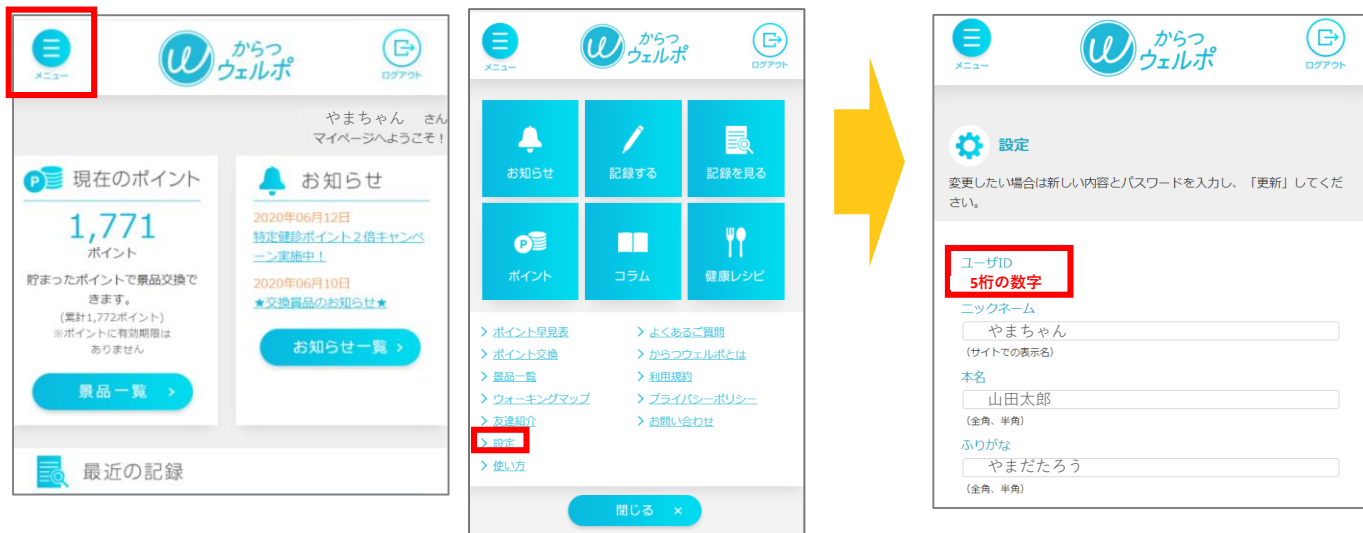 メニュー
からつ
ウェルポ
ログアウト
やまちゃん さん
マイページへようこそ！
現在のポイント
1,771
ポイント
貯まったポイントで景品交換で
きます。
(累計1,772ポイント)
※ポイントに有効期限は
ありません
景品一覧
お知らせ
2020年06月12日
特定健診ポイント２倍キャンペ
ーン実施中！
2020年06月10日
★交換賞品のお知らせ★
お知らせ一覧
最近の記録
メニュー
からつ
ウェルポ
ログアウト
お知らせ
記録する
記録を見る
ポイント
コラム
健康レシピ
ポイント早見表
ポイント交換
景品一覧
ウォーキングマップ
友達紹介
設定
使い方
よくあるご質問
からつウェルポとは
利用規約
プライバシーポリシー
お問い合わせ
閉じる ×
メニュー
からつ
ウェルポ
ログアウト
設定
変更したい場合は新しい内容とパスワードを入力し、「更新」してくだ
さい。
ユーザID
5桁の数字
ニックネーム
やまちゃん
(サイトでの表示名)
本名
山田太郎
(全角、半角)
ふりがな
やまだたろう
(全角、半角)